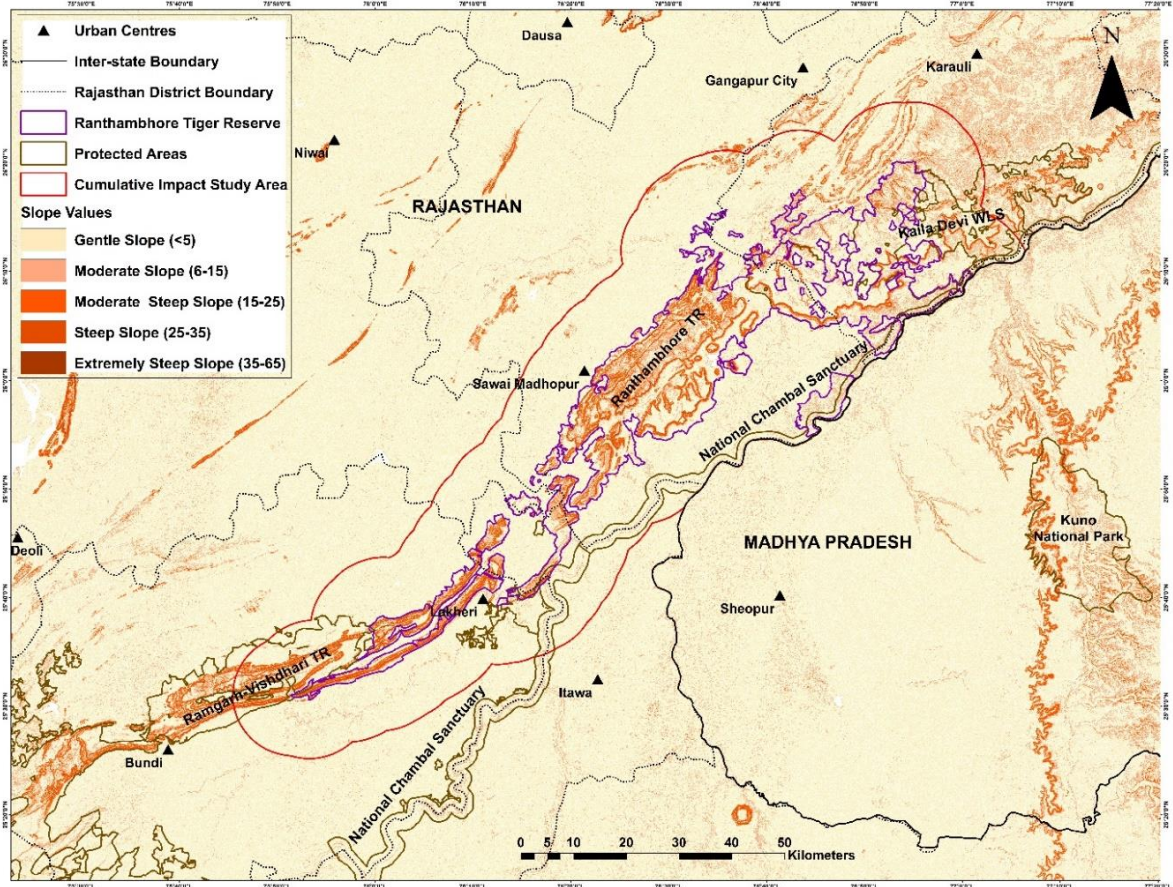 Urban Centres
Inter-state Boundary
Rajasthan District Boundary
Ranthambhore Tiger Reserve
Protected Areas
Cumulative Impact Study Area
Slope Values
Gentle Slope (<5)
Moderate Slope (6-15)
Moderate Steep Slope (15-25)
Steep Slope (25-35)
Extremely Steep Slope (35-65)
N
Dausa
Gangapur City
Karauli
Niwai
RAJASTHAN
Kaila Devi WLS
Ranthambhore TR
Sawai Madhopur
National Chambal Sanctuary
Kuno
National Park
Deoli
MADHYA PRADESH
Lakheri
Sheopur
Ramgarh-Vishdhari TR
Itawa
Bundi
National Chambal Sanctuary
0 5 10 20 30 40 50
Kilometers